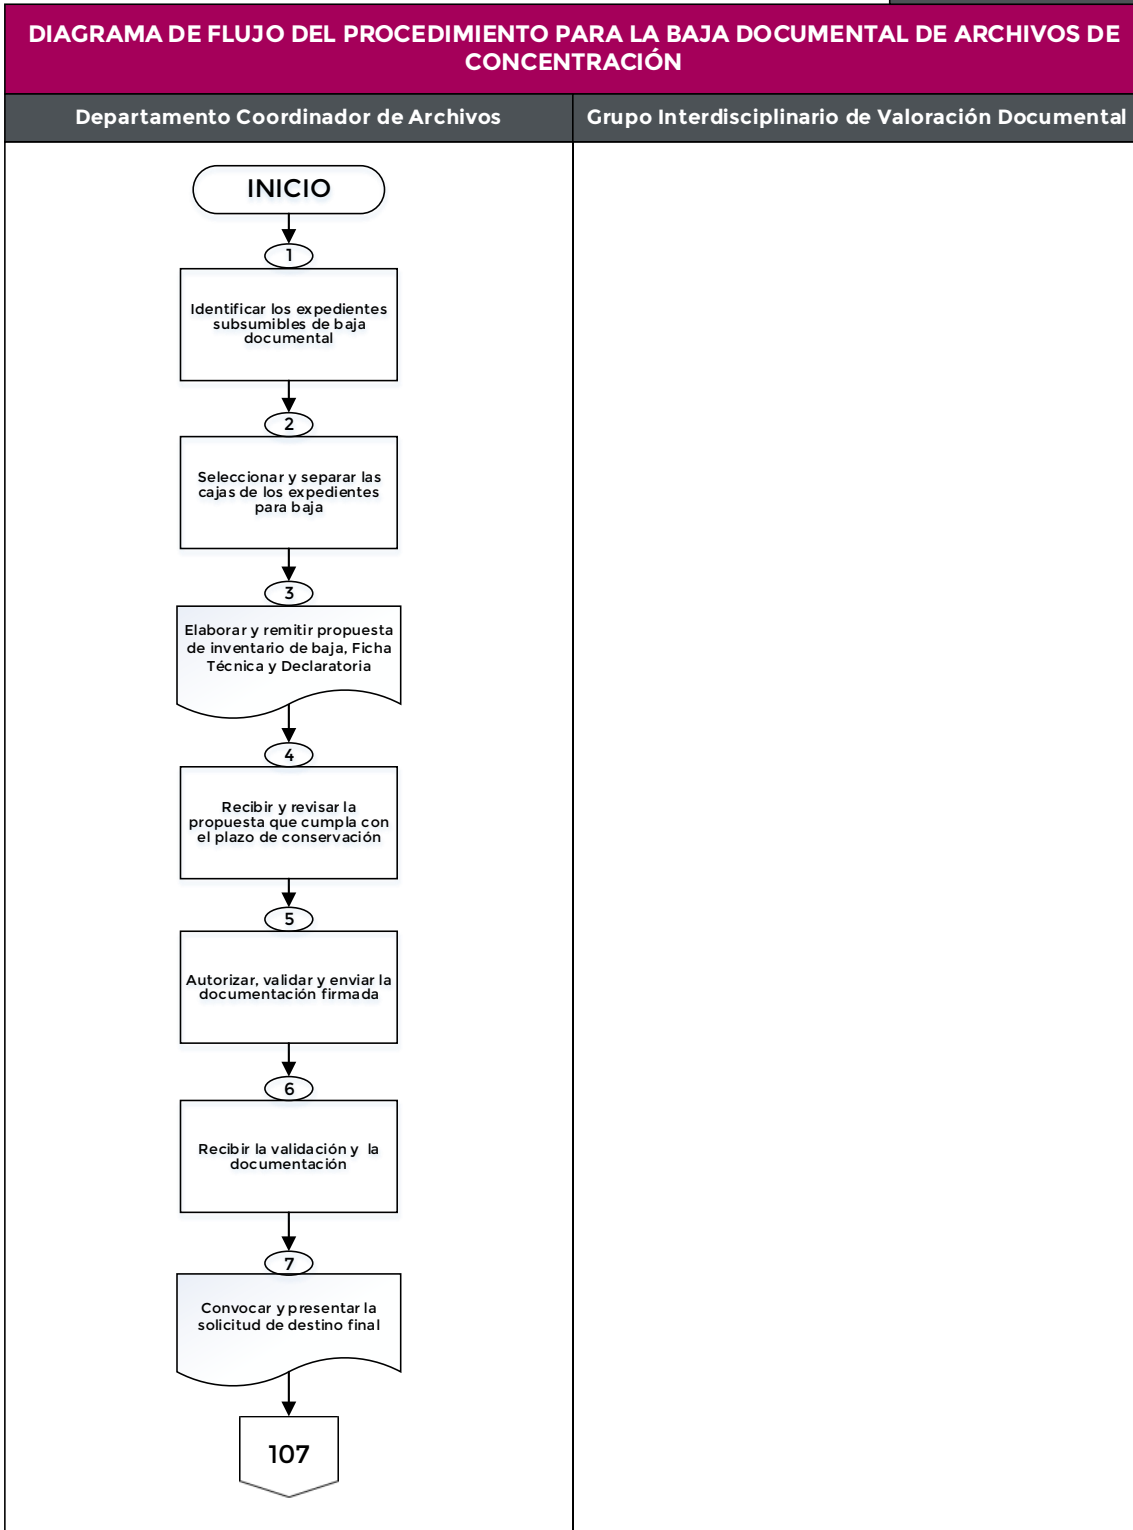 DIAGRAMA DE FLUJO DEL PROCEDIMIENTO PARA LA BAJA DOCUMENTAL DE ARCHIVOS DE
CONCENTRACIÓN
Departamento Coordinador de Archivos
Grupo Interdisciplinario de Valoración Documental
INICIO
1
Identificar los expedientes
subsumibles de baja
documental
2
Seleccionar y separar las
cajas de los expedientes
para baja
3
Elaborar y remitir propuesta
de inventario de baja, Ficha
Técnica y Declaratoria
4
Recibir y revisar la
propuesta que cumpla con
el plazo de conservación
5
Autorizar, validar y enviar la
documentación firmada
6
Recibir la validación y la
documentación
7
Convocar y presentar la
solicitud de destino final
107